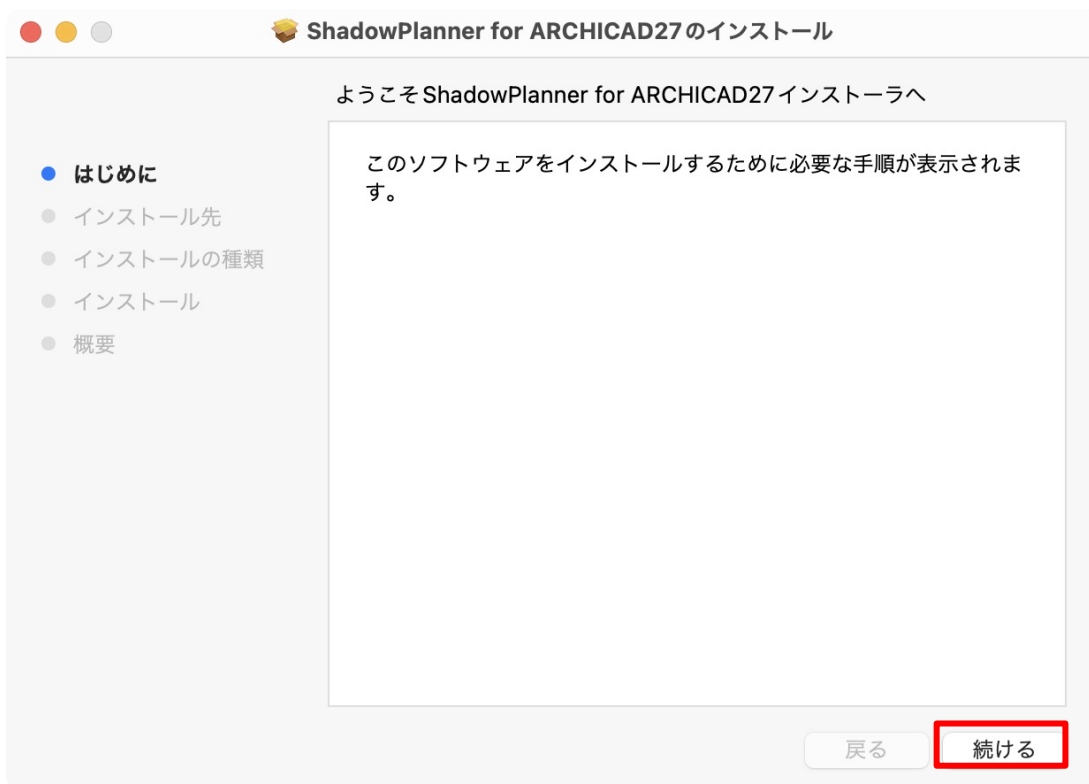 ShadowPlanner for ARCHICAD27のインストール
ようこそShadowPlanner for ARCHICAD27インストーラへ
はじめに
インストール先
インストールの種類
インストール
概要
このソフトウェアをインストールするために必要な手順が表示されま
す。
戻る
続ける